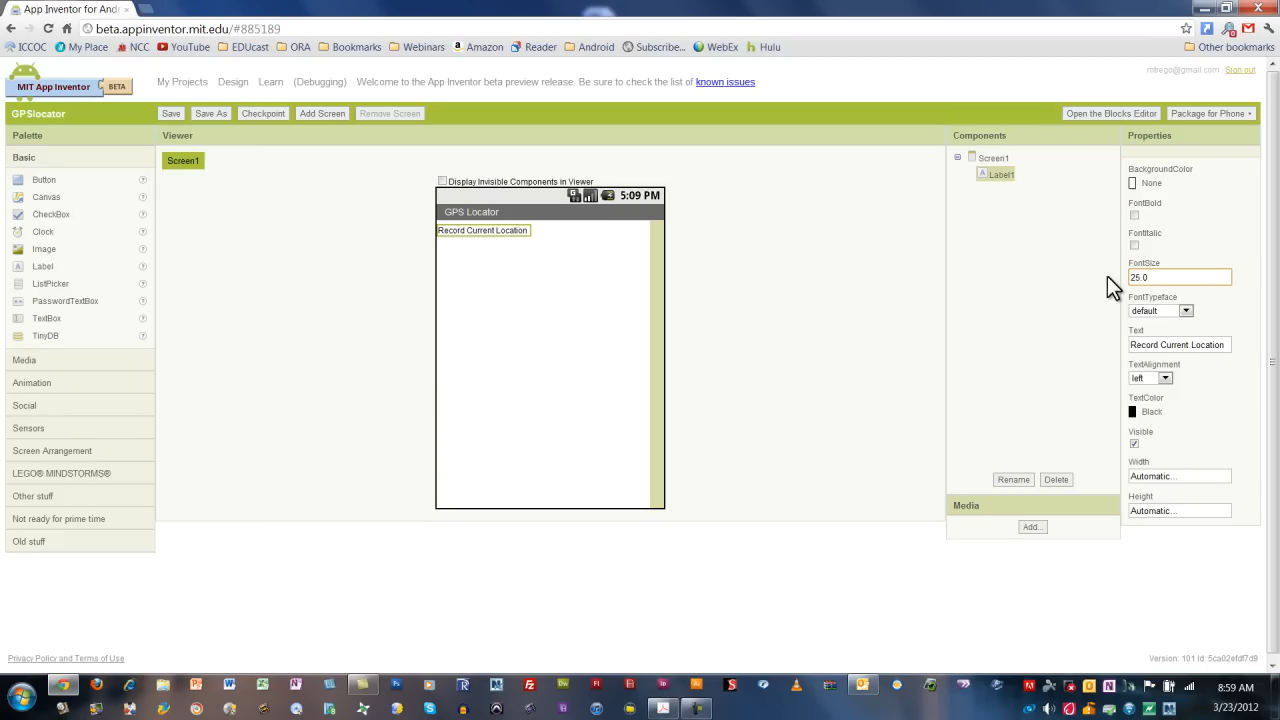 App Inventor for Andr
beta.appinventor.mit.edu/#885189
ICCOC My Place NCC YouTube EDUcast ORA Bookmarks Webinars Amazon Reader Android Subscribe... WebEx Hulu Other bookmarks
mtrego@gmail.com | Sign out
MIT App Inventor BETA My Projects Design Learn (Debugging) Welcome to the App Inventor beta preview release. Be sure to check the list of known issues
GPSlocator Save Save As Checkpoint Add Screen Remove Screen Open the Blocks Editor Package for Phone
Palette Viewer Components Properties
Basic
Button
Canvas
CheckBox
Clock
Image
Label
ListPicker
PasswordTextBox
TextBox
TinyDB
Media
Animation
Social
Sensors
Screen Arrangement
LEGO® MINDSTORMS®
Other stuff
Not ready for prime time
Old stuff
Screen1
Display Invisible Components in Viewer
5:09 PM
GPS Locator
Record Current Location
Screen1
Label1
Rename Delete
Media
Add...
BackgroundColor
None
FontBold
FontItalic
FontSize
25.0
FontTypeface
default
Text
Record Current Location
TextAlignment
left
TextColor
Black
Visible
Width
Automatic...
Height
Automatic...
Privacy Policy and Terms of Use Version: 101 Id: 5ca02efdf7d9
8:59 AM
3/23/2012